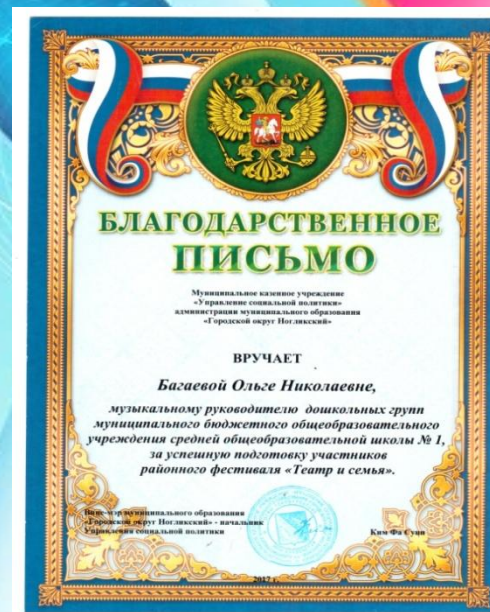 БЛАГОДАРСТВЕННОЕ
ПИСЬМО
Муниципальное казенное учреждение
«Управление социальной политики»
администрации муниципального образования
«Городской округ Ногликский»
ВРУЧАЕТ
Багаевой Ольге Николаевне,
музыкальному руководителю дошкольных групп
муниципального бюджетного общеобразовательного
учреждения средней общеобразовательной школы № 1,
за успешную подготовку участников
районного фестиваля «Театр и семья».
Вице-мэр муниципального образования
«Городской округ Ногликский» - начальник
Управления социальной политики
Ким Фа Суни
2017 г.